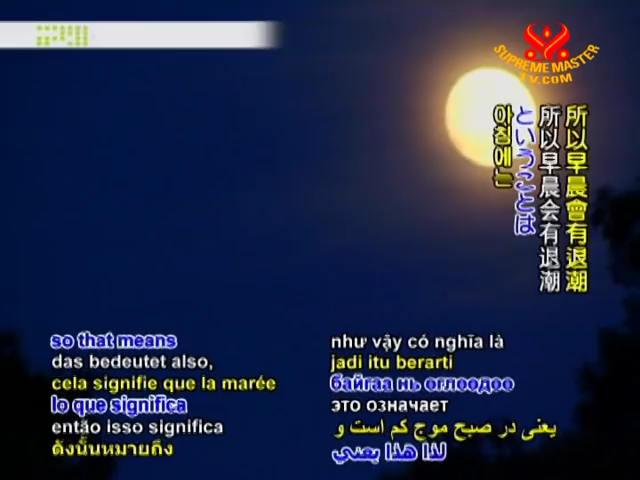 SUPREME MASTER
TV.COM
所以早晨會有退潮
所以早晨会有退潮
ということは
아침에는
so that means
das bedeutet also,
cela signifie que la marée
lo que significa
então isso significa
ดังนั้นหมายถึง
như vậy có nghĩa là
jadi itu berarti
байгаа нь өглөөдөө
это означает
یعنی در صبح موج کم است و
لذا هذا يعني